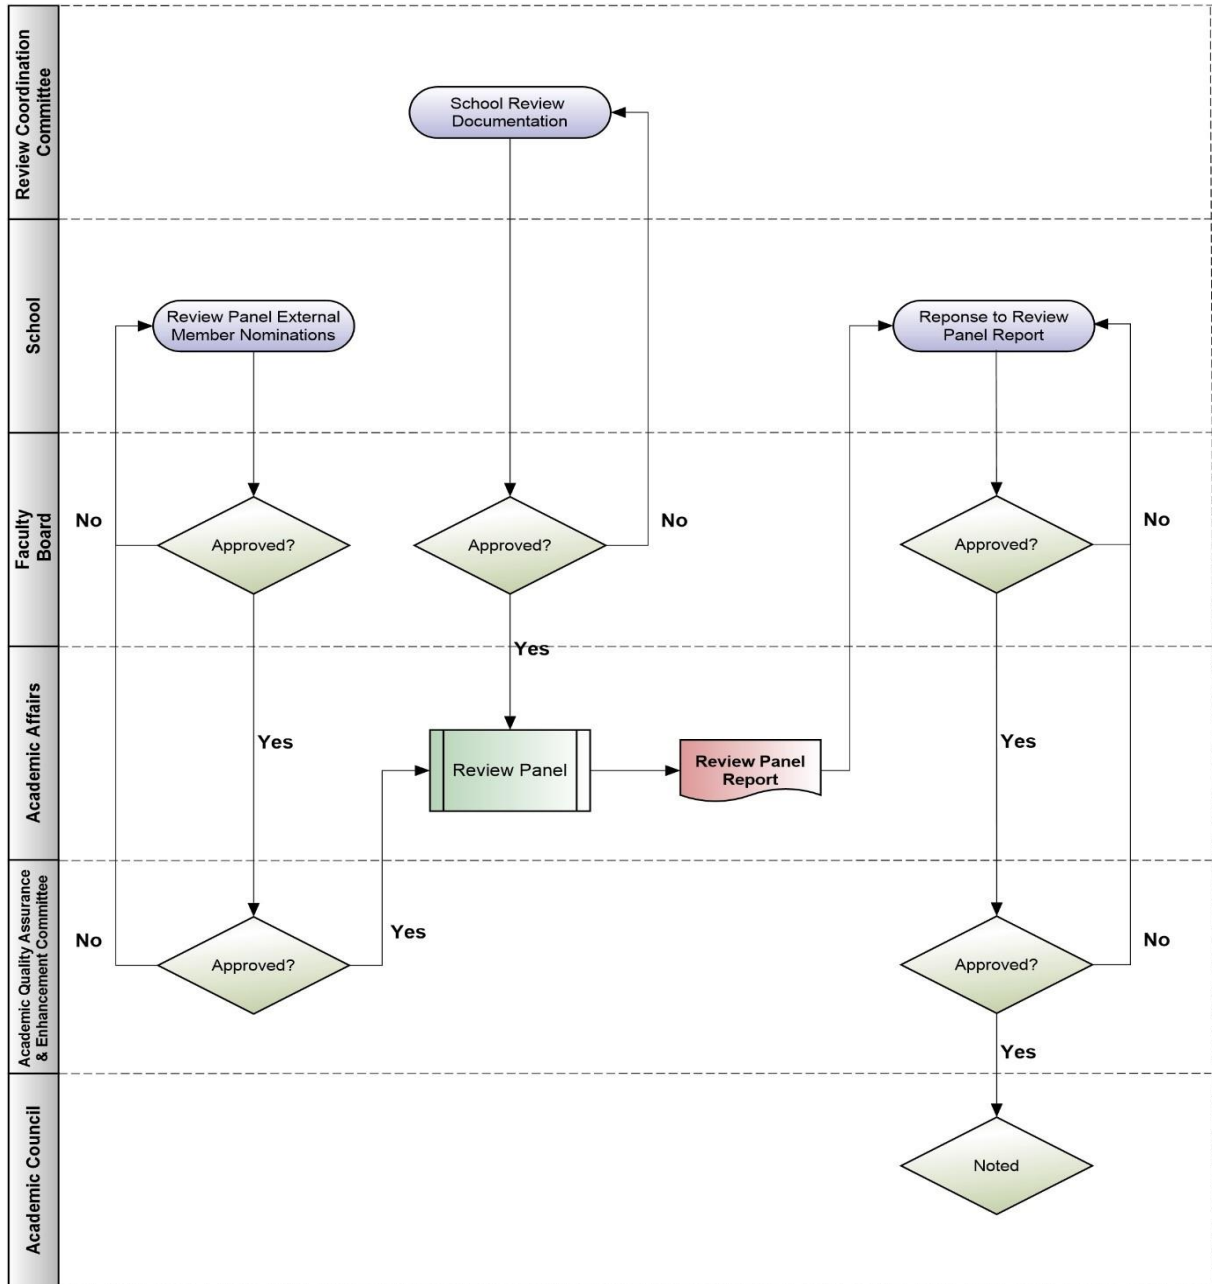 Review Coordination
Committee
School Review
Documentation
School
Review Panel External
Member Nominations
Reponse to Review
Panel Report
Faculty
Board
No
Approved?
Approved?
No
Approved?
No
Yes
Academic Affairs
Yes
Review Panel
Review Panel
Report
Yes
Academic Quality Assurance
& Enhancement Committee
No
Approved?
Yes
Approved?
No
Yes
Academic Council
Noted